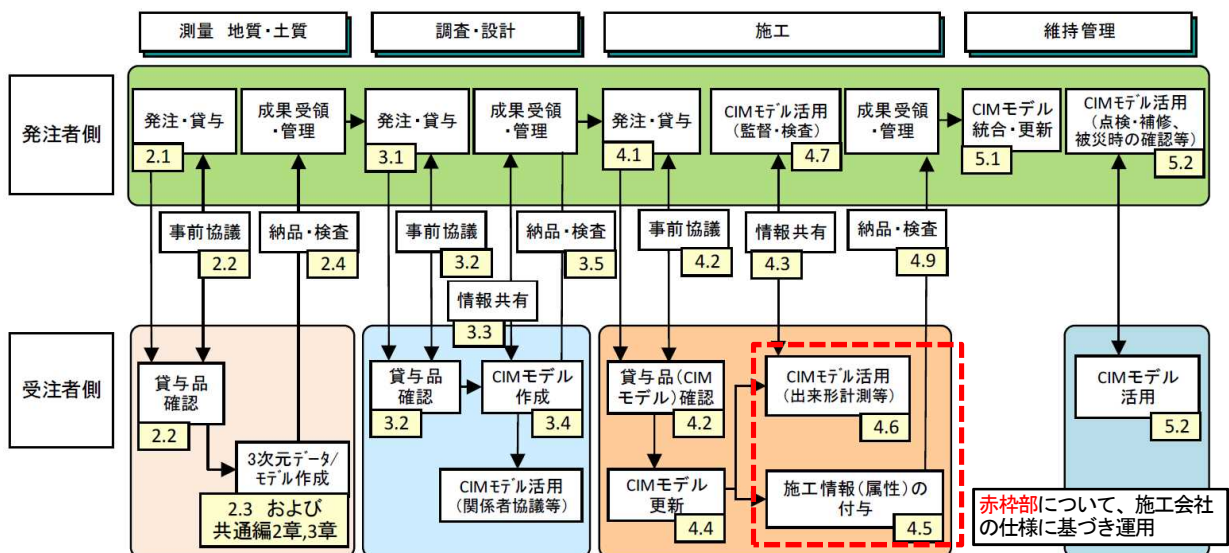 測量 地質・土質
調査・設計
施工
維持管理
発注者側
発注・貸与
2.1
成果受領
・管理
発注・貸与
3.1
成果受領
・管理
発注・貸与
4.1
CIMモデル活用
(監督・検査)
4.7
成果受領
・管理
CIMモデル
統合・更新
5.1
CIMモデル活用
(点検・補修、
被災時の確認等)
5.2
事前協議
2.2
納品・検査
2.4
事前協議
3.2
情報共有
3.3
納品・検査
3.5
事前協議
4.2
情報共有
4.3
納品・検査
4.9
受注者側
貸与品
確認
2.2
3次元データ/
モデル作成
2.3 および
共通編2章,3章
貸与品
確認
3.2
CIMモデル
作成
3.4
CIMモデル活用
(関係者協議等)
貸与品(CIM
モデル)確認
4.2
CIMモデル
更新
4.4
CIMモデル活用
(出来形計測等)
4.6
施工情報(属性)の
付与
4.5
CIMモデル
活用
5.2
赤枠部について、施工会社
の仕様に基づき運用